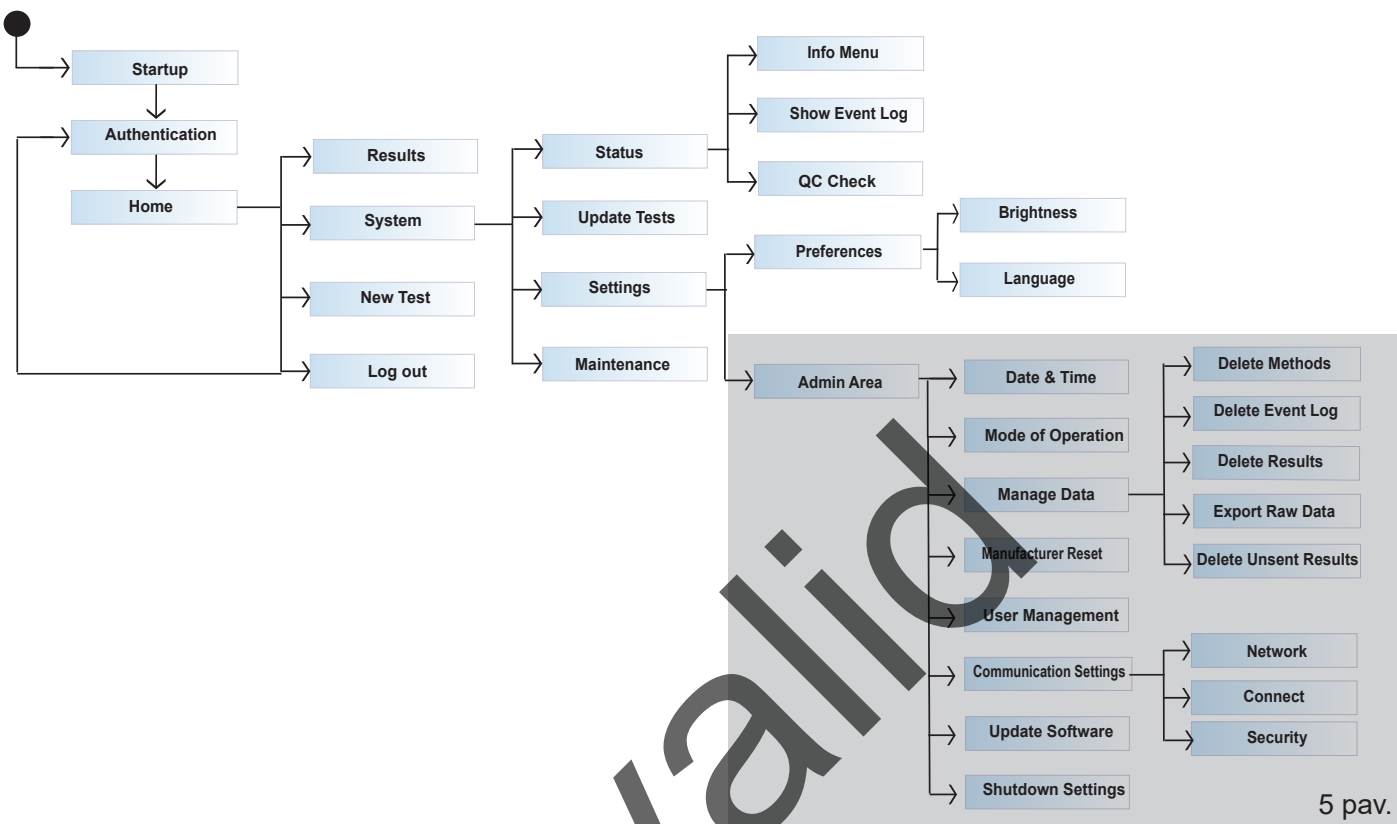 Startup
Authentication
Home
Results
System
New Test
Log out
Status
Update Tests
Settings
Maintenance
Info Menu
Show Event Log
QC Check
Preferences
Brightness
Language
Admin Area
Date & Time
Mode of Operation
Manage Data
Manufacturer Reset
User Management
Communication Settings
Update Software
Shutdown Settings
Delete Methods
Delete Event Log
Delete Results
Export Raw Data
Delete Unsent Results
Network
Connect
Security
5 pav.
valid